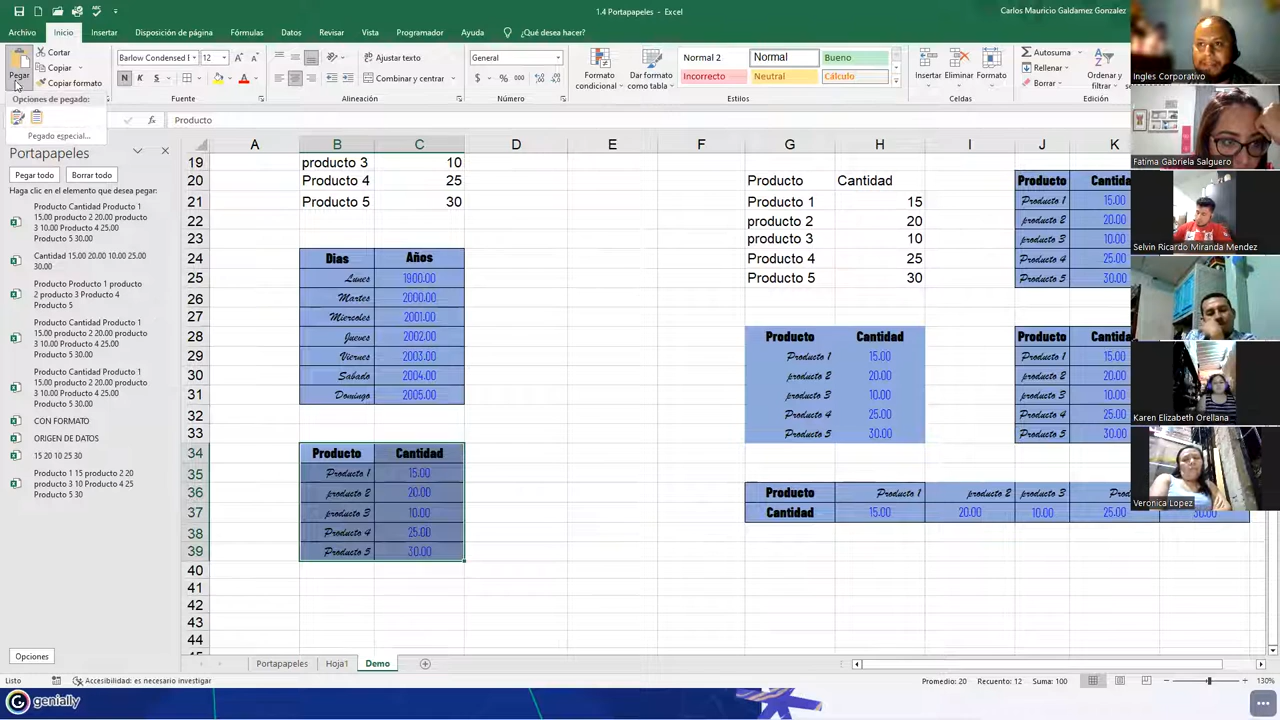 1.4 Portapapeles - Excel
Carlos Mauricio Galdamez Gonzalez
Archivo Inicio Insertar Disposición de página Fórmulas Datos Revisar Vista Programador Ayuda ¿Qué desea hacer?
Pegar
Cortar
Copiar
Copiar formato
Barlow Condensed 12
N K S
Fuente
Ajustar texto
Combinar y centrar
Alineación
General
$ %
Número
Formato condicional
Dar formato como tabla
Normal 2 Normal Bueno
Incorrecto Neutral Cálculo
Estilos
Insertar Eliminar Formato
Celdas
Autosuma
Rellenar
Borrar
Ordenar y
Edición
Opciones de pegado:
Pegado especial...
fx Producto
Portapapeles
Pegar todo Borrar todo
Haga clic en el elemento que desea pegar:
Producto Cantidad Producto 1
15.00 producto 2 20.00 producto
3 10.00 Producto 4 25.00
Producto 5 30.00
Cantidad 15.00 20.00 10.00 25.00
30.00
Producto Producto 1 producto
2 producto 3 Producto 4
Producto 5
Producto Cantidad Producto 1
15.00 producto 2 20.00 producto
3 10.00 Producto 4 25.00
Producto 5 30.00
Producto Cantidad Producto 1
15.00 producto 2 20.00 producto
3 10.00 Producto 4 25.00
Producto 5 30.00
CON FORMATO
ORIGEN DE DATOS
15 20 10 25 30
Producto 1 15 producto 2 20
producto 3 10 Producto 4 25
Producto 5 30
Opciones
A B C D E F G H I J K
19 producto 3 10
20 Producto 4 25 Producto Cantidad Producto Cantida
21 Producto 5 30 Producto 1 15 Producto 1 15.00
22 producto 2 20 producto 2 20.00
23 producto 3 10 producto 3 10.00
24 Dias Años Producto 4 25 Producto 4 25.00
25 Lunes 1900.00 Producto 5 30 Producto 5 30.00
26 Martes 2000.00
27 Miercoles 2001.00
28 Jueves 2002.00 Producto Cantidad Producto Cantida
29 Viernes 2003.00 Producto 1 15.00 Producto 1 15.00
30 Sabado 2004.00 producto 2 20.00 producto 2 20.00
31 Domingo 2005.00 producto 3 10.00 producto 3 10.00
32 Producto 4 25.00 Producto 4 25.00
33 Producto 5 30.00 Producto 5 30.00
34 Producto Cantidad
35 Producto 1 15.00
36 producto 2 20.00 Producto Producto 1 producto 2 producto 3
37 producto 3 10.00 Cantidad 15.00 20.00 10.00 25.00 30.00
38 Producto 4 25.00
39 Producto 5 30.00
40
41
42
43
44
Portapapeles Hoja1 Demo
Listo Accesibilidad: es necesario investigar Promedio: 20 Recuento: 12 Suma: 100 130%
genially
Ingles Corporativo
Fatima Gabriela Salguero
Selvin Ricardo Miranda Mendez
Karen Elizabeth Orellana
Veronica Lopez